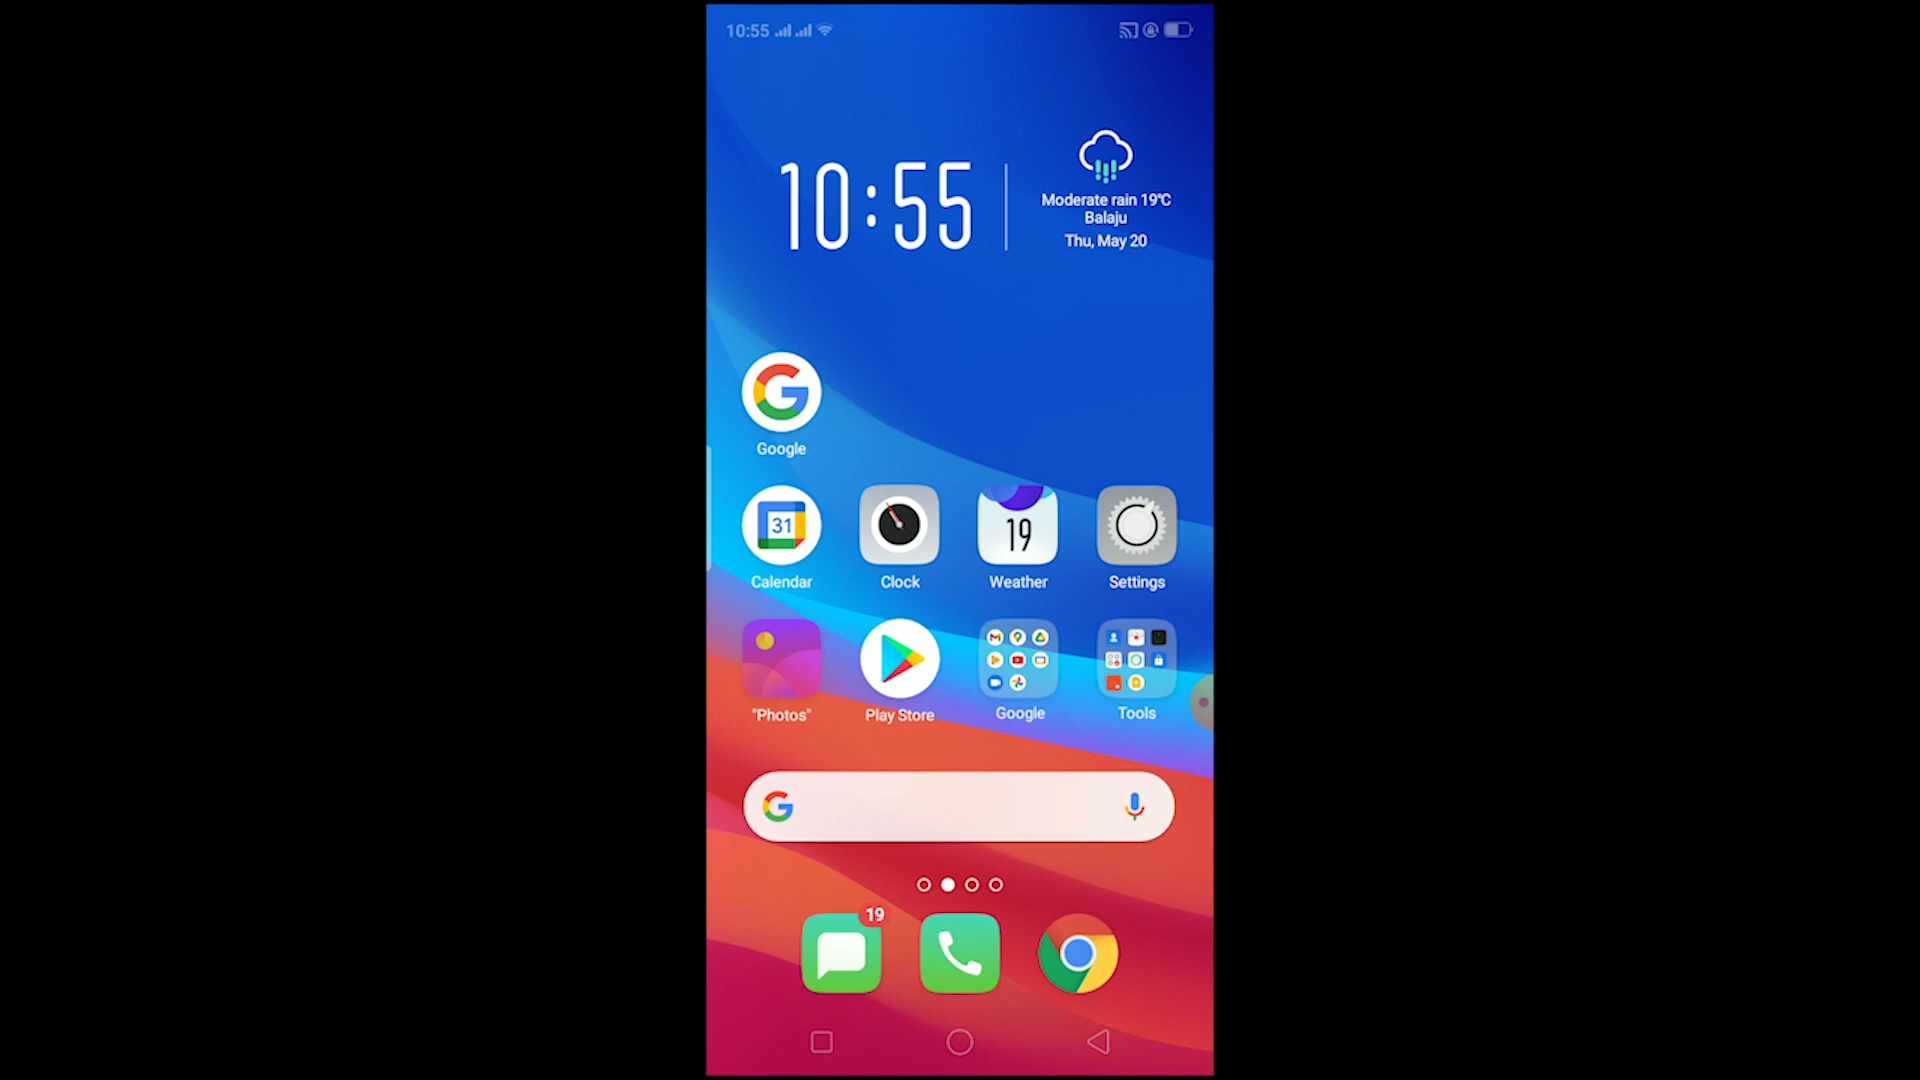 10:55
10:55
Moderate rain 19°C
Balaju
Thu, May 20
Google
31
19
Calendar
Clock
Weather
Settings
"Photos"
Play Store
Google
Tools
19